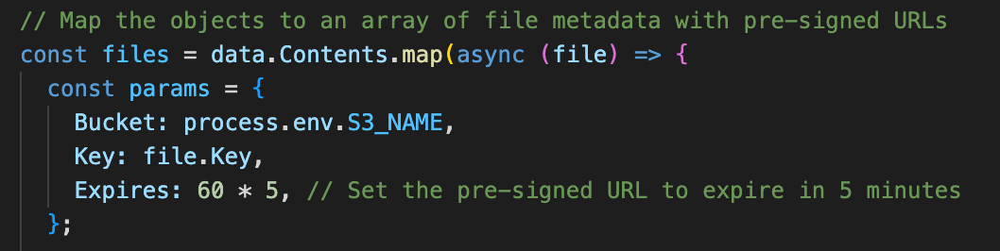 // Map the objects to an array of file metadata with pre-signed URLs
const files = data.Contents.map(async (file) => {
  const params = {
    Bucket: process.env.S3_NAME,
    Key: file.Key,
    Expires: 60 * 5, // Set the pre-signed URL to expire in 5 minutes
  };